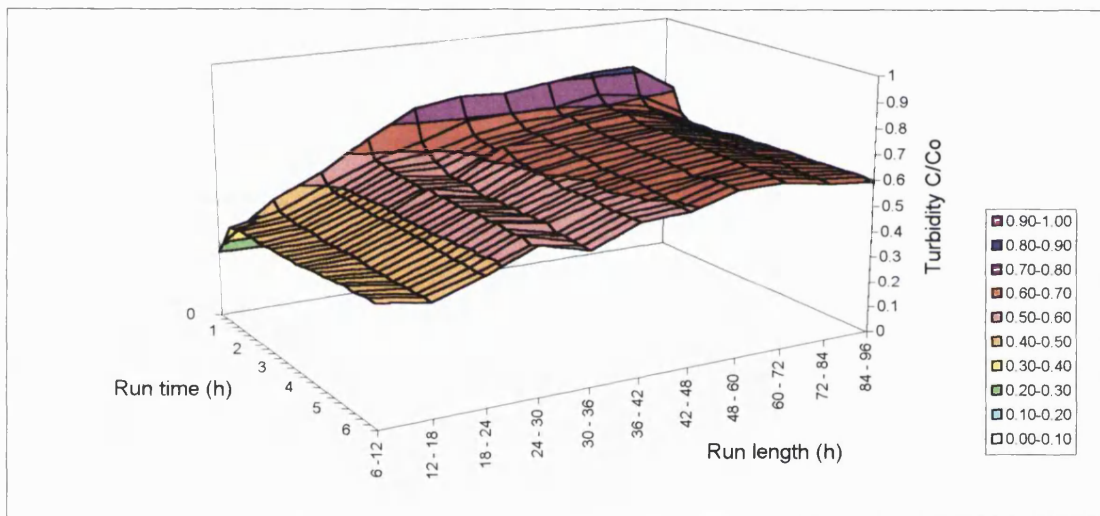 1
0.9
0.8
0.7
0.6
0.5
0.4
0.3
0.2
0.1
0
Turbidity C/Co
0
1
2
3
4
5
6
Run time (h)
6 -12
12 - 18
18 - 24
24 - 30
30 - 36
36 - 42
42 - 48
48 - 60
60 - 72
72 - 84
84 - 96
Run length (h)
0.90-1.00
0.80-0.90
0.70-0.80
0.60-0.70
0.50-0.60
0.40-0.50
0.30-0.40
0.20-0.30
0.10-0.20
0.00-0.10